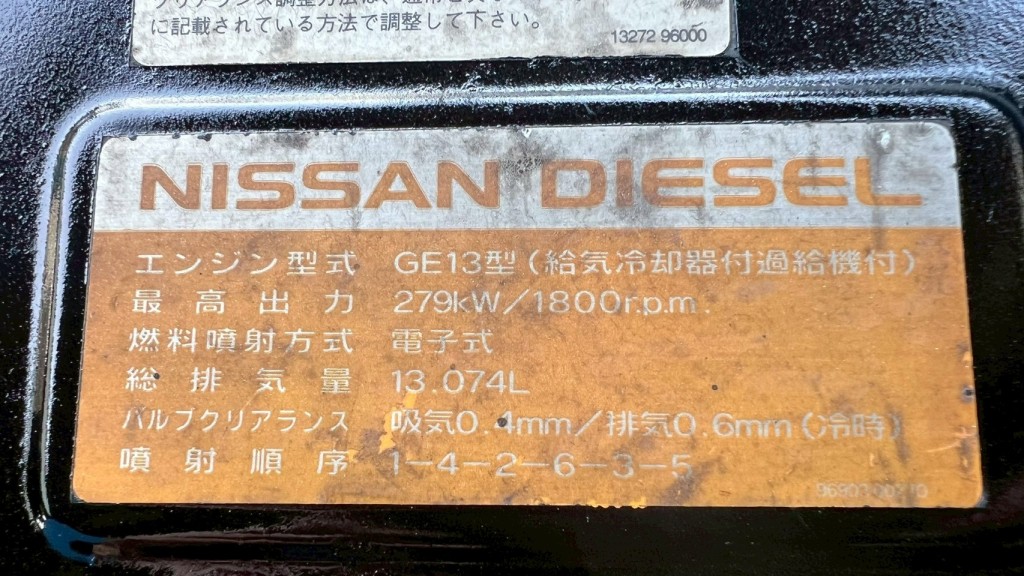 に記載されている方法で調整して下さい。
13272 96000
NISSAN DIESEL
エンジン型式 GE13型(給気冷却器付過給機付)
最高出力 279kW/1800r.p.m.
燃料噴射方式 電子式
総排気量 13.074L
バルブクリアランス 吸気0.4mm/排気0.6mm(冷時)
噴射順序 1-4-2-6-3-5